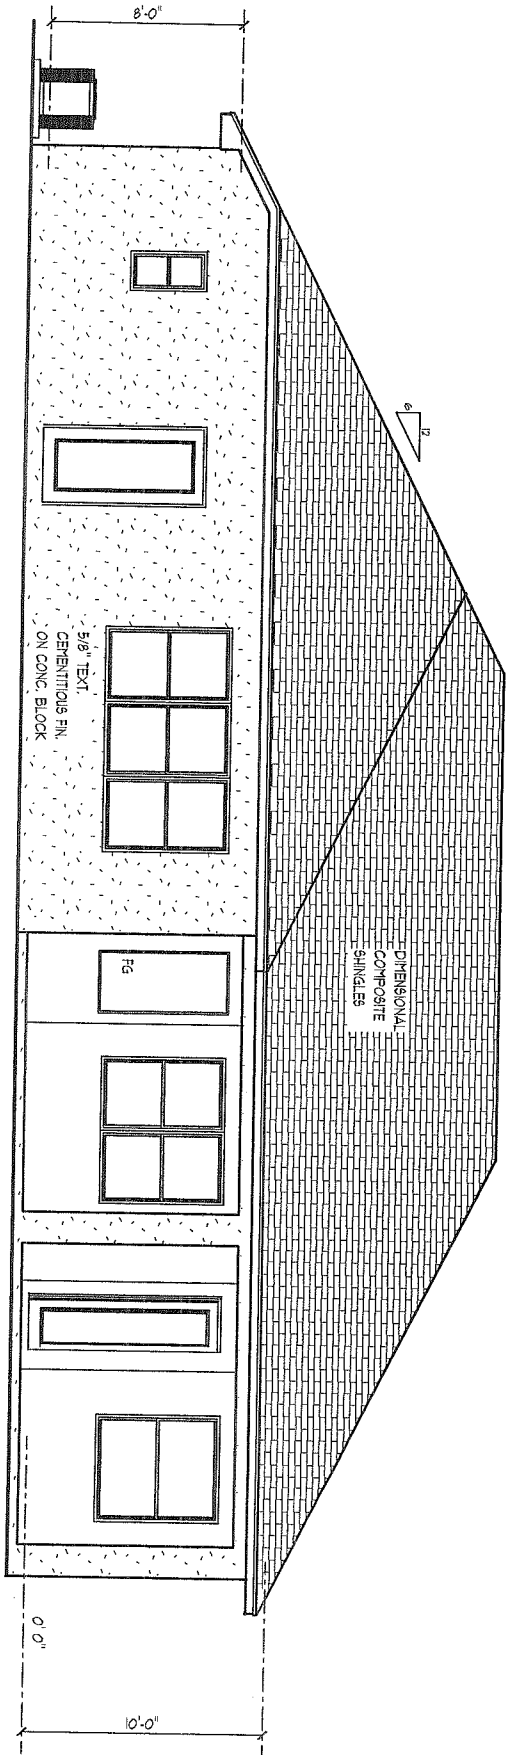 8'-0"
12
6
5/8" TEXT.
CEMENTITIOUS FIN.
ON CONC. BLOCK
DIMENSIONAL
COMPOSITE
SHINGLES
FG
0' 0"
10'-0"